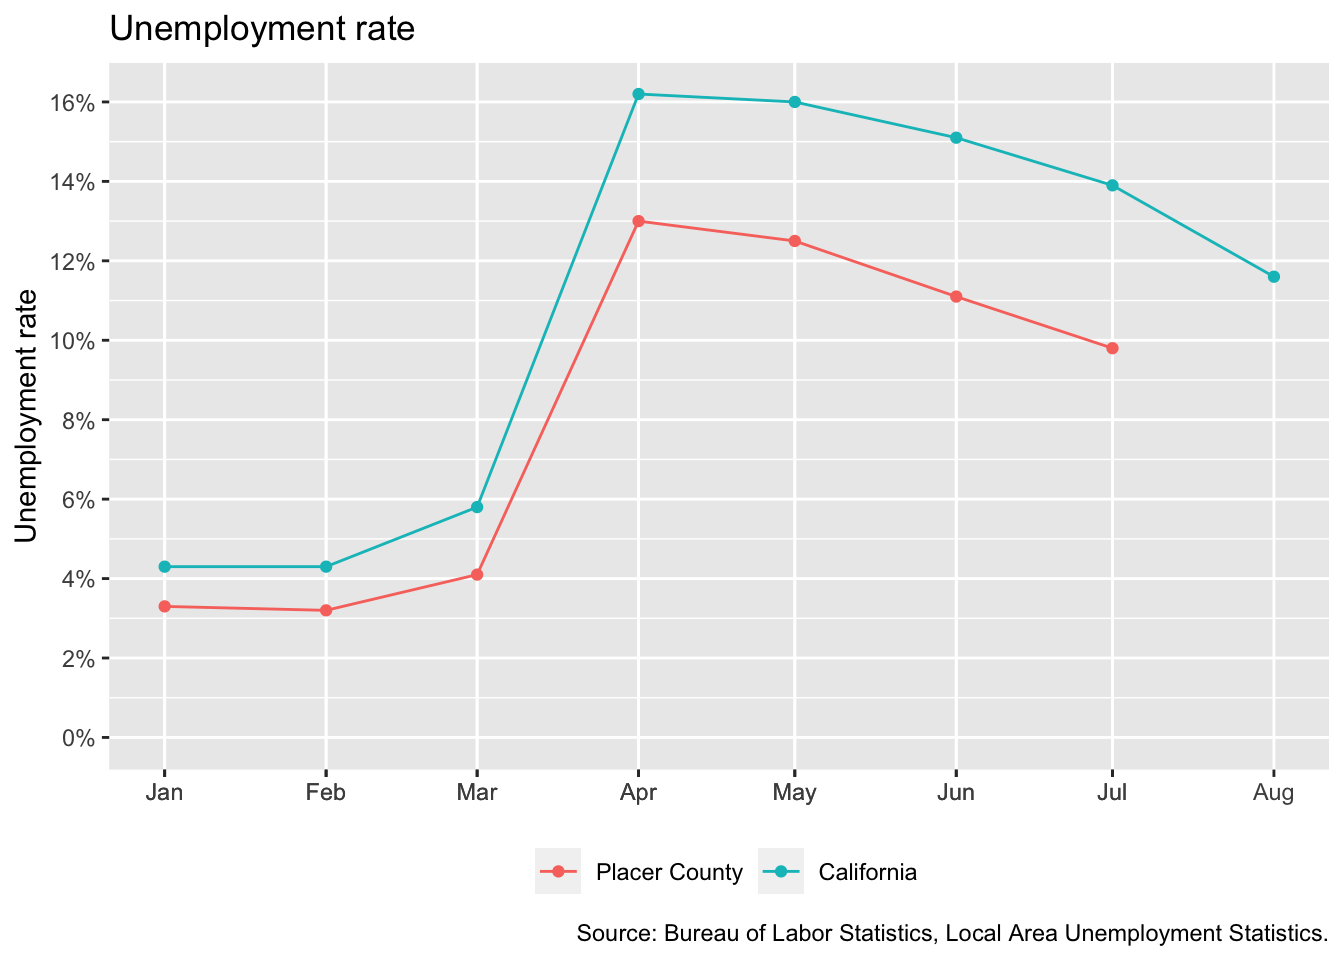 Unemployment rate
Unemployment rate
16%
14%
12%
10%
8%
6%
4%
2%
0%
Jan Feb Mar Apr May Jun Jul Aug
Placer County California
Source: Bureau of Labor Statistics, Local Area Unemployment Statistics.